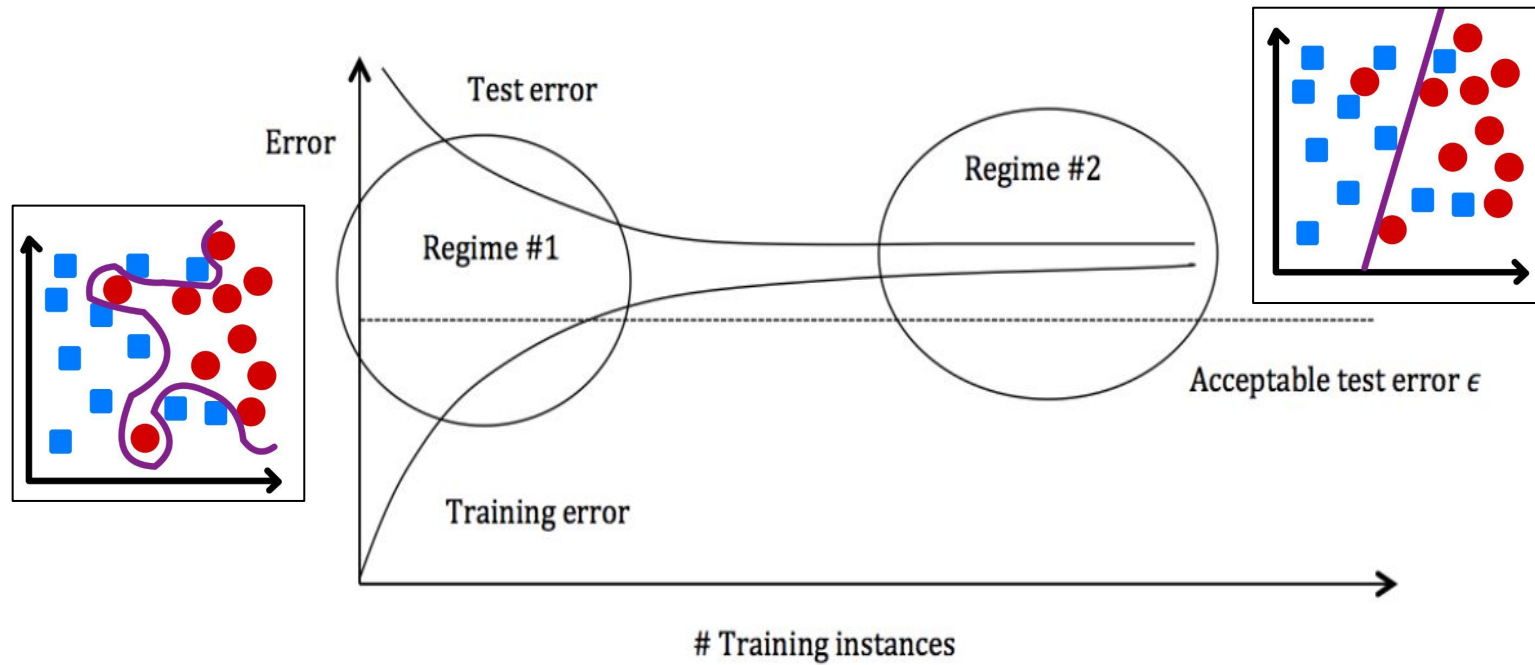 Test error
Error
Regime #2
Regime #1
Acceptable test error ϵ
Training error
# Training instances